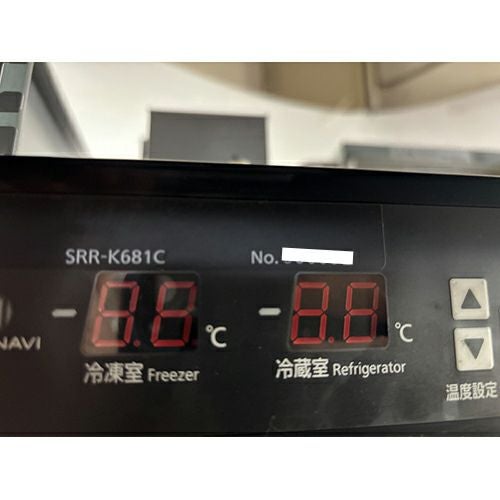 SRR-K681C
No.
NAVI
℃
℃
冷凍室 Freezer
冷蔵室 Refrigerator
温度設定